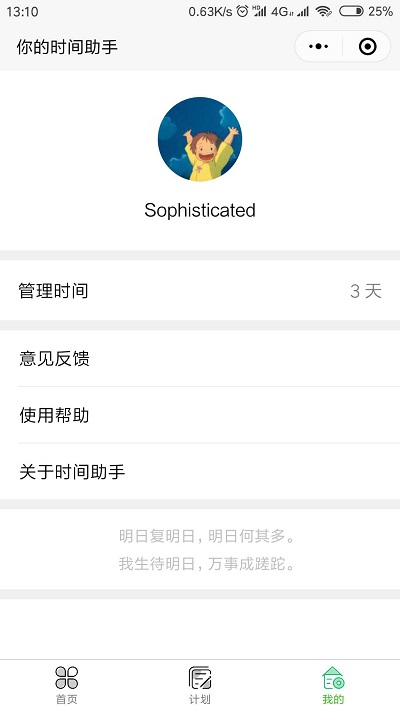 13:10 0.63K/s HD 4G 25%
你的时间助手
Sophisticated
管理时间 3 天
意见反馈
使用帮助
关于时间助手
明日复明日，明日何其多。
我生待明日，万事成蹉跎。
首页 计划 我的